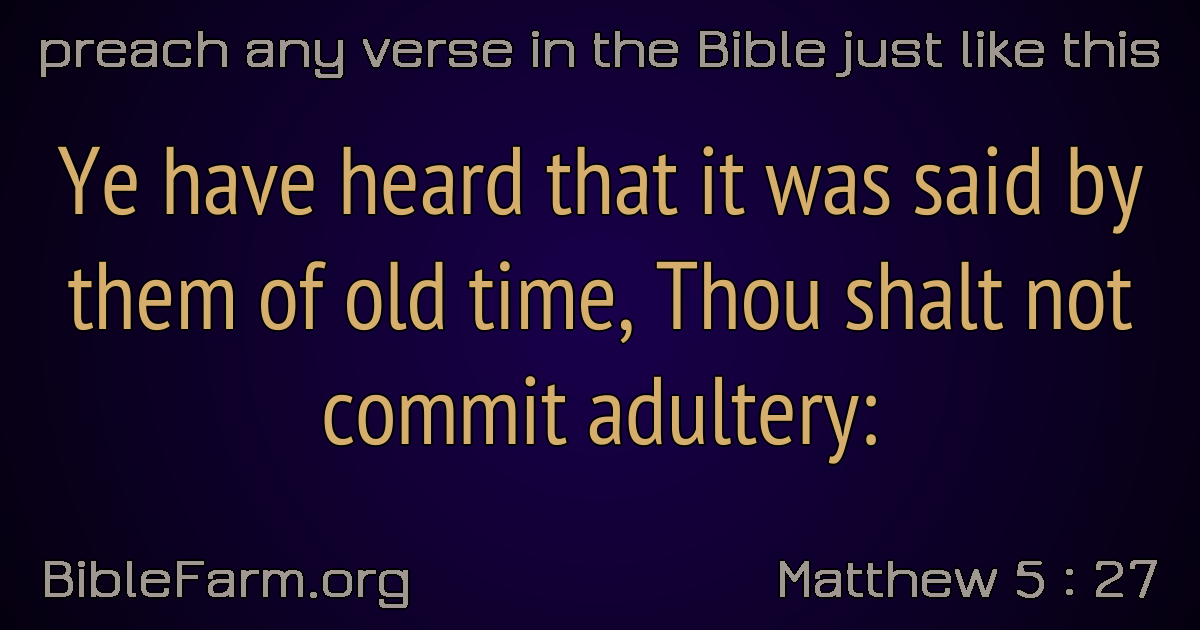 preach any verse in the Bible just like this
Ye have heard that it was said by
them of old time, Thou shalt not
commit adultery:
BibleFarm.org
Matthew 5 : 27